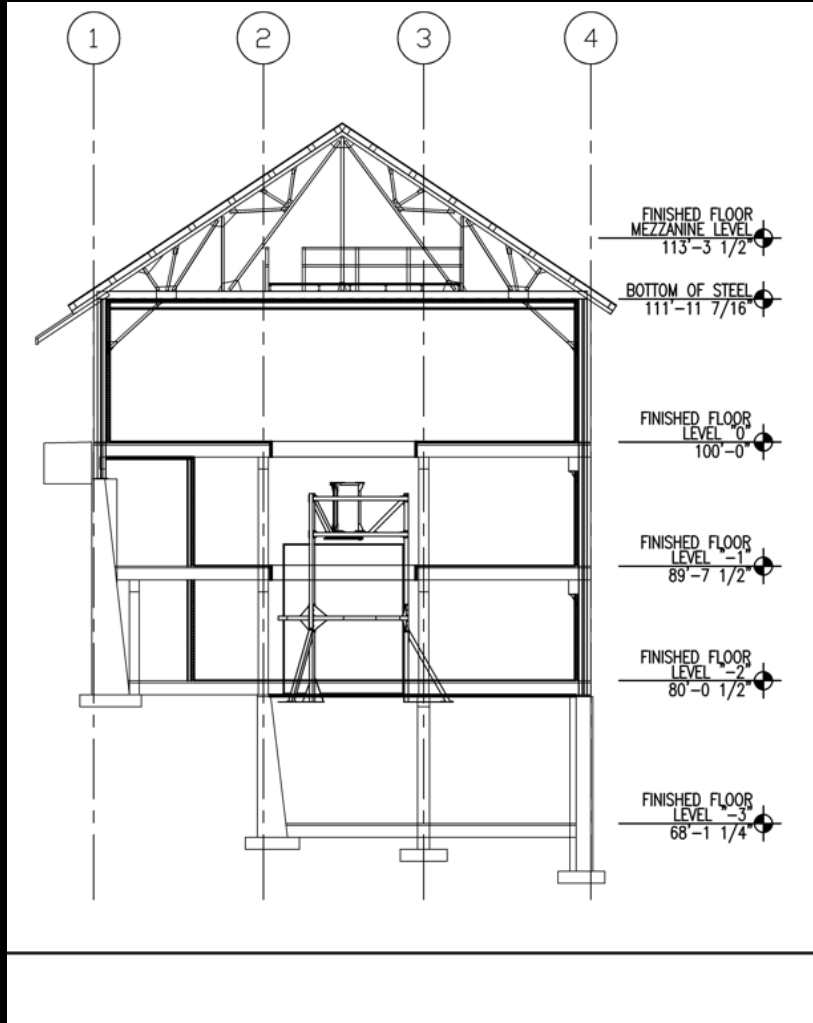 1 2 3 4
FINISHED FLOOR
MEZZANINE LEVEL
113'-3 1/2"
BOTTOM OF STEEL
111'-11 7/16"
FINISHED FLOOR
LEVEL "0"
100'-0"
FINISHED FLOOR
LEVEL "-1"
89'-7 1/2"
FINISHED FLOOR
LEVEL "-2"
80'-0 1/2"
FINISHED FLOOR
LEVEL "-3"
68'-1 1/4"